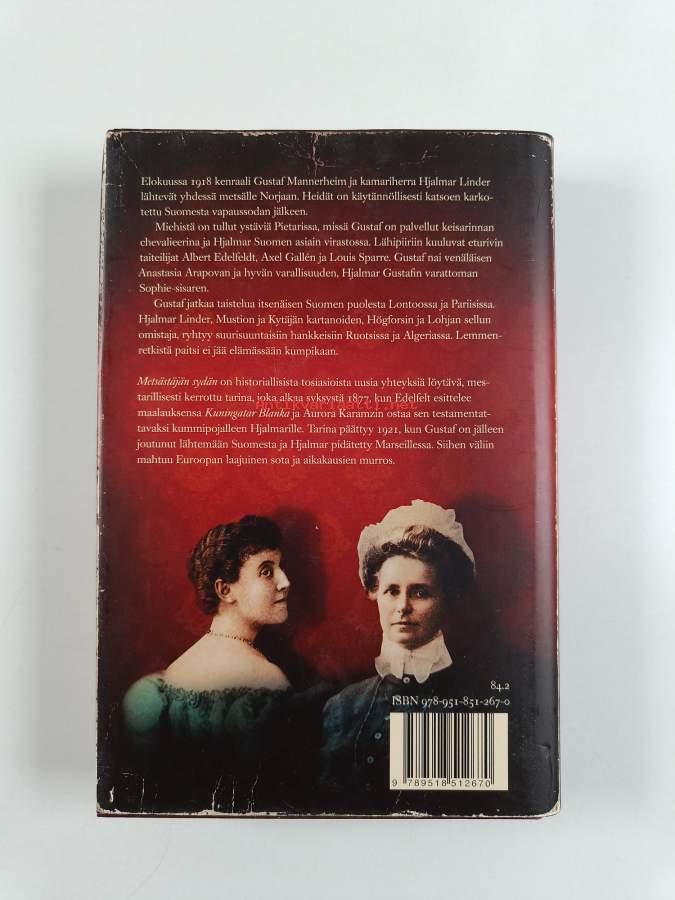 Elokuussa 1918 kenraali Gustaf Mannerheim ja kamariherra Hjalmar Linder
lähtevät yhdessä metsälle Norjaan. Heidät on käytännöllisesti katsoen karko-
tettu Suomesta vapaussodan jälkeen.
Miehistä on tullut ystäviä Pietarissa, missä Gustaf on palvellut keisarinnan
chevalieerina ja Hjalmar Suomen asiain virastossa. Lähipiiriin kuuluvat eturivin
taiteilijat Albert Edelfeldt, Axel Gallén ja Louis Sparre. Gustaf nai venäläisen
Anastasia Arapovan ja hyvän varallisuuden, Hjalmar Gustafin varattoman
Sophie-sisaren.
Gustaf jatkaa taistelua itsenäisen Suomen puolesta Lontoossa ja Pariisissa.
Hjalmar Linder, Mustion ja Kytäjän kartanoiden, Högforsin ja Lohjan sellun
omistaja, ryhtyy suurisuuntaisiin hankkeisiin Ruotsissa ja Algeriassa. Lemmen-
retkistä paitsi ei jää elämässään kumpikaan.
Metsästäjän sydän on historiallisista tosiasioista uusia yhteyksiä löytävä, mes-
tarillisesti kerrottu tarina, joka alkaa syksystä 1877, kun Edelfelt esittelee
maalauksensa Kuningatar Blanka ja Aurora Karamzin ostaa sen testamentat-
tavaksi kummipojalleen Hjalmarille. Tarina päättyy 1921, kun Gustaf on jälleen
joutunut lähtemään Suomesta ja Hjalmar pidätetty Marseillessa. Siihen väliin
mahtuu Euroopan laajuinen sota ja aikakausien murros.
antikvariaatti.com
84.2
ISBN 978-951-851-267-0
9 789518 512670